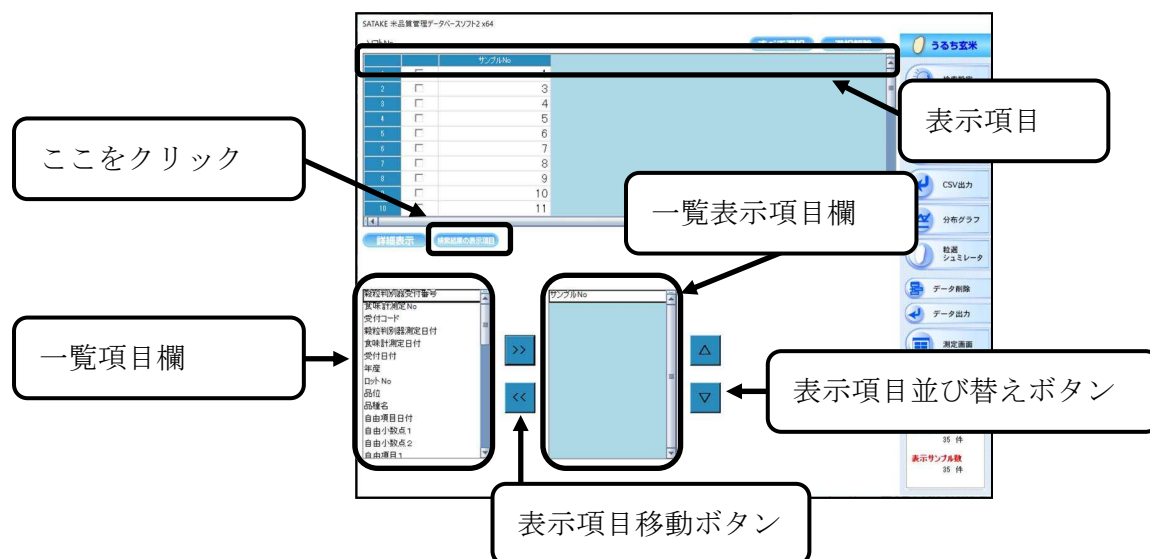 SATAKE 米品質管理データベースソフト2 x64
うるち玄米
サンプルNo
2 3
3 4
4 5
5 6
6 7
7 8
8 9
10
10 11
表示項目
ここをクリック
一覧表示項目欄
CSV出力
分布グラフ
粒選
シュミレータ
データ削除
データ出力
測定画面
詳細表示
検索結果の表示項目
穀粒判別器受付番号
食味計測定No
受付コード
穀粒判別器測定日付
食味計測定日付
受付日付
年産
ロットNo
品位
品種名
自由項目日付
自由小数点1
自由小数点2
自由項目1
サンプルNo
>>
<<
△
▽
一覧項目欄
表示項目並び替えボタン
35 件
表示サンプル数
35 件
表示項目移動ボタン